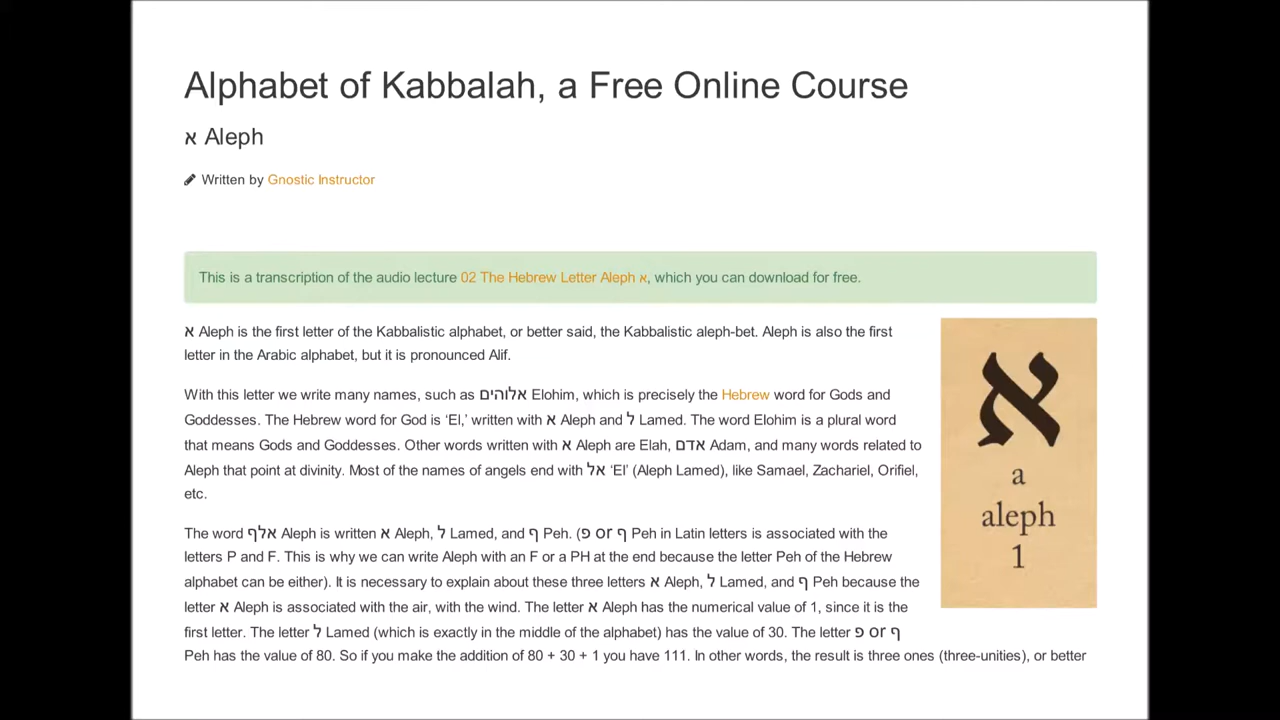 Alphabet of Kabbalah, a Free Online Course
א Aleph
Written by Gnostic Instructor
This is a transcription of the audio lecture 02 The Hebrew Letter Aleph א, which you can download for free.
א Aleph is the first letter of the Kabbalistic alphabet, or better said, the Kabbalistic aleph-bet. Aleph is also the first
letter in the Arabic alphabet, but it is pronounced Alif.
With this letter we write many names, such as אלוהים Elohim, which is precisely the Hebrew word for Gods and
Goddesses. The Hebrew word for God is ‘El,’ written with א Aleph and ל Lamed. The word Elohim is a plural word
that means Gods and Goddesses. Other words written with א Aleph are Elah, אדם Adam, and many words related to
Aleph that point at divinity. Most of the names of angels end with אל ‘El’ (Aleph Lamed), like Samael, Zachariel, Orifiel,
etc.
The word אלף Aleph is written א Aleph, ל Lamed, and ף Peh. (פ or ף Peh in Latin letters is associated with the
letters P and F. This is why we can write Aleph with an F or a PH at the end because the letter Peh of the Hebrew
alphabet can be either). It is necessary to explain about these three letters א Aleph, ל Lamed, and ף Peh because the
letter א Aleph is associated with the air, with the wind. The letter א Aleph has the numerical value of 1, since it is the
first letter. The letter ל Lamed (which is exactly in the middle of the alphabet) has the value of 30. The letter פ or ף
Peh has the value of 80. So if you make the addition of 80 + 30 + 1 you have 111. In other words, the result is three ones (three-unities), or better
א
a
aleph
1